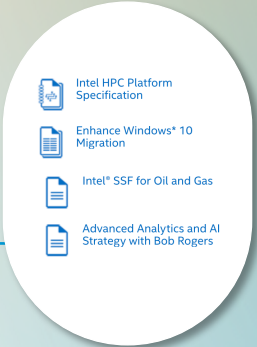 Intel HPC Platform
Specification
Enhance Windows* 10
Migration
Intel® SSF for Oil and Gas
Advanced Analytics and AI
Strategy with Bob Rogers